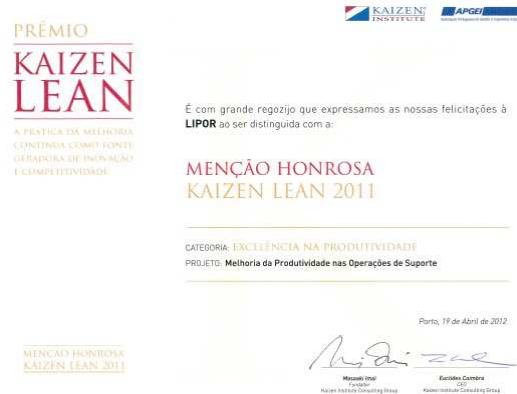 PRÉMIO
KAIZEN
LEAN
A PRÁTICA DA MELHORIA
CONTÍNUA COMO FONTE
GERADORA DE INOVAÇÃO
E COMPETITIVIDADE
KAIZEN
INSTITUTE
APGEI
É com grande regozijo que expressamos as nossas felicitações à
LIPOR ao ser distinguida com a:
MENÇÃO HONROSA
KAIZEN LEAN 2011
CATEGORIA: EXCELÊNCIA NA PRODUTIVIDADE
PROJETO: Melhoria da Produtividade nas Operações de Suporte
Porto, 19 de Abril de 2012
Masaaki Imai
Fundador
Kaizen Institute Consulting Group
Euclides Coimbra
CEO
Kaizen Institute Consulting Group
MENÇÃO HONROSA
KAIZEN LEAN 2011